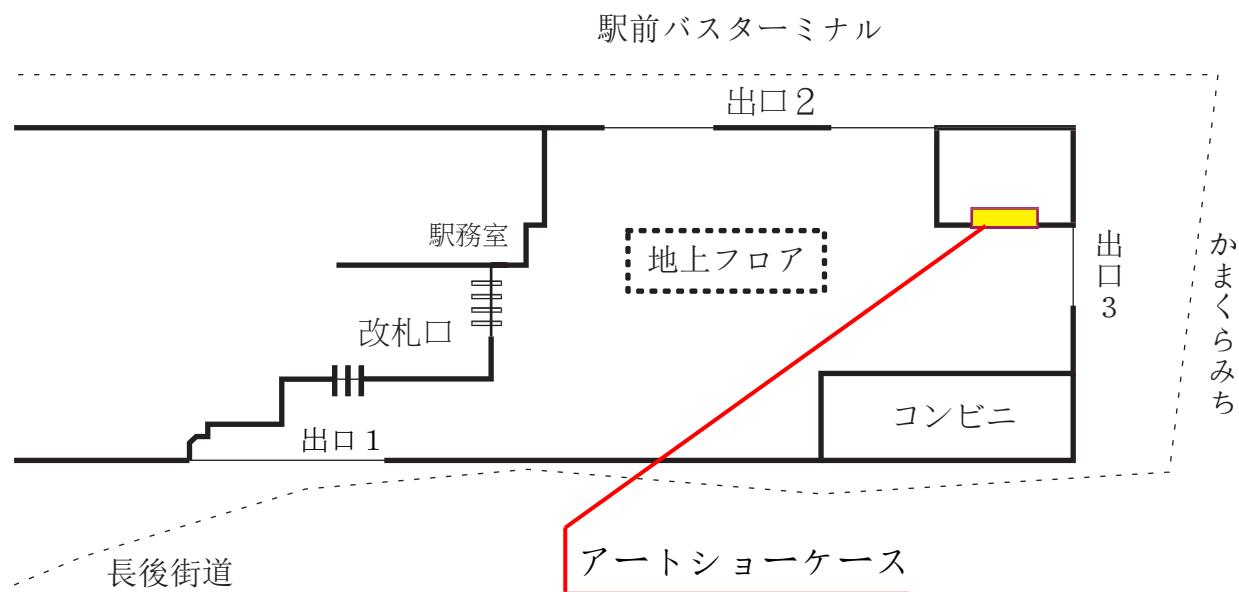 駅前バスターミナル
出口２
駅務室
地上フロア
出口３
かまくらみち
改札口
コンビニ
出口１
アートショーケース
長後街道